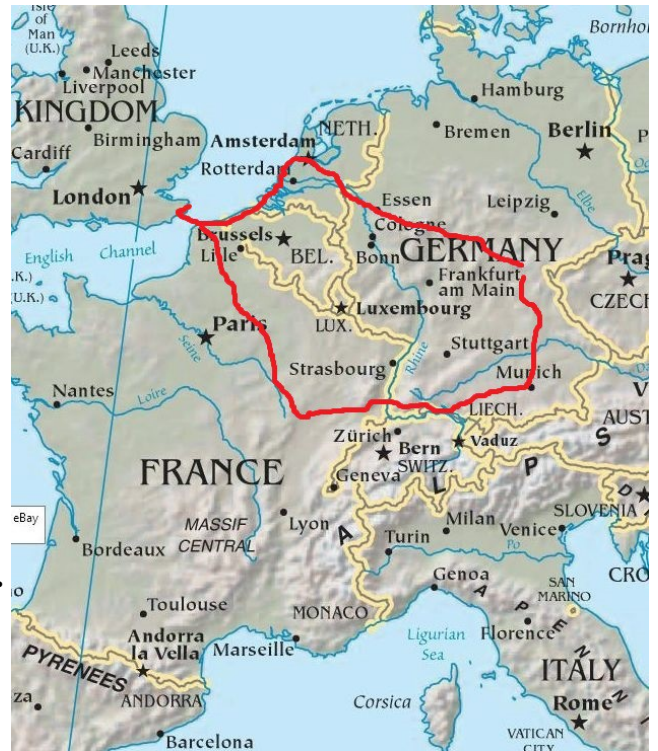 Isle of
Man (U.K.)
Leeds
Manchester
Liverpool
KINGDOM
Birmingham
Cardiff
London
English Channel
(U.K.)
Nantes
Loire
Bordeaux
Toulouse
Andorra
la Vella
PYRENEES
ANDORRA
Barcelona
eBay
Amsterdam
NETH.
Rotterdam
Brussels
Lille
BEL.
Luxembourg
LUX.
Paris
Seine
Strasbourg
FRANCE
MASSIF
CENTRAL
Lyon
Geneva
MONACO
Marseille
Bornho
Hamburg
Bremen
Berlin
Elbe
Essen
Cologne
Bonn
Leipzig
GERMANY
Frankfurt
am Main
Prag
CZECH
Rhine
Stuttgart
Munich
LIECH.
Zürich
Bern
SWITZ.
Vaduz
AUST
ALPS
Milan
Venice
Turin
Po
SLOVENIA
CRO
Genoa
SAN
MARINO
APENNI
Florence
Ligurian
Sea
Corsica
ITALY
Rome
VATICAN
CITY